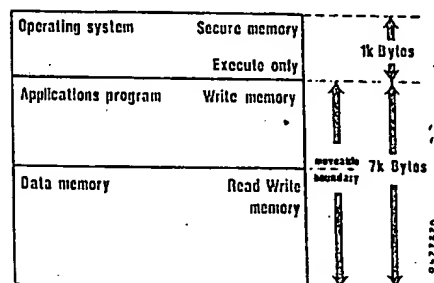 Operating system Secure memory
1k Bytes
Execute only
Applications program Write memory
moveable
boundary
7k Bytes
Data memory Read Write
memory